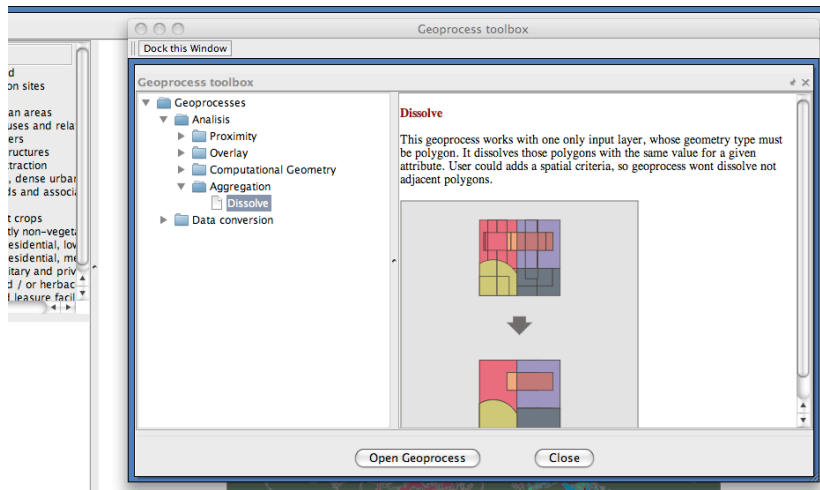 Geoprocess toolbox
Dock this Window
Geoprocess toolbox
Geoprocesses
Analisis
Proximity
Overlay
Computational Geometry
Aggregation
Dissolve
Data conversion
Dissolve
This geoprocess works with one only input layer, whose geometry type must
be polygon. It dissolves those polygons with the same value for a given
attribute. User could adds a spatial criteria, so geoprocess wont dissolve not
adjacent polygons.
Open Geoprocess
Close
d
on sites
an areas
uses and rela
ers
ructures
traction
, dense urbar
ds and associ
t crops
tly non-vegeta
esidential, lov
esidential, me
itary and priv
d / or herbac
d leasure facil